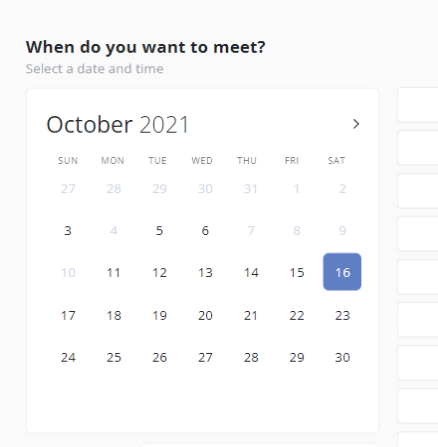 When do you want to meet?
Select a date and time
October 2021
SUN MON TUE WED THU FRI SAT
27 28 29 30 31 1 2
3 4 5 6 7 8 9
10 11 12 13 14 15 16
17 18 19 20 21 22 23
24 25 26 27 28 29 30